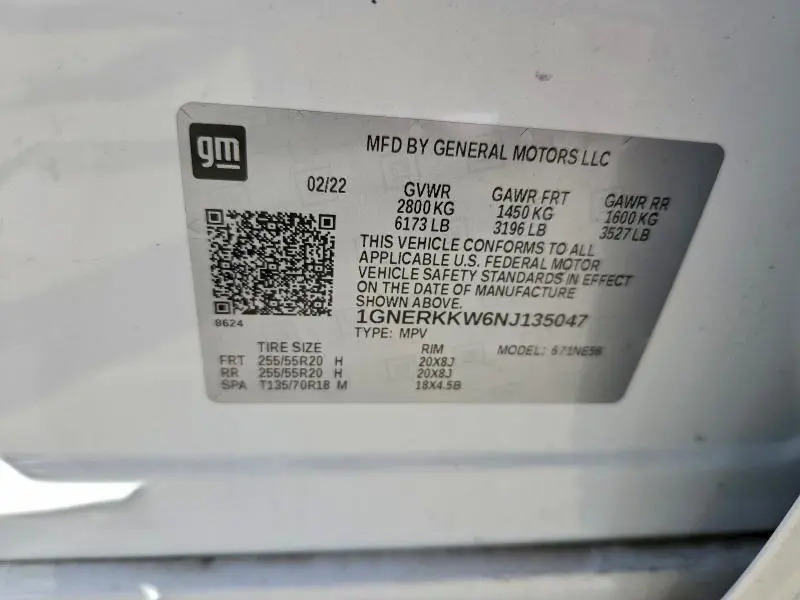 gm
MFD BY GENERAL MOTORS LLC
02/22
GVWR GAWR FRT GAWR RR
2800 KG 1450 KG 1600 KG
6173 LB 3196 LB 3527 LB
THIS VEHICLE CONFORMS TO ALL
APPLICABLE U.S. FEDERAL MOTOR
VEHICLE SAFETY STANDARDS IN EFFECT
ON THE DATE OF MANUFACTURE
SHOWN ABOVE.
8624
1GNERKKW6NJ135047
TYPE: MPV
TIRE SIZE RIM MODEL:
FRT 255/55R20 H 20X8J
RR 255/55R20 H 20X8J
SPA T135/70R18 M 18X4.5B